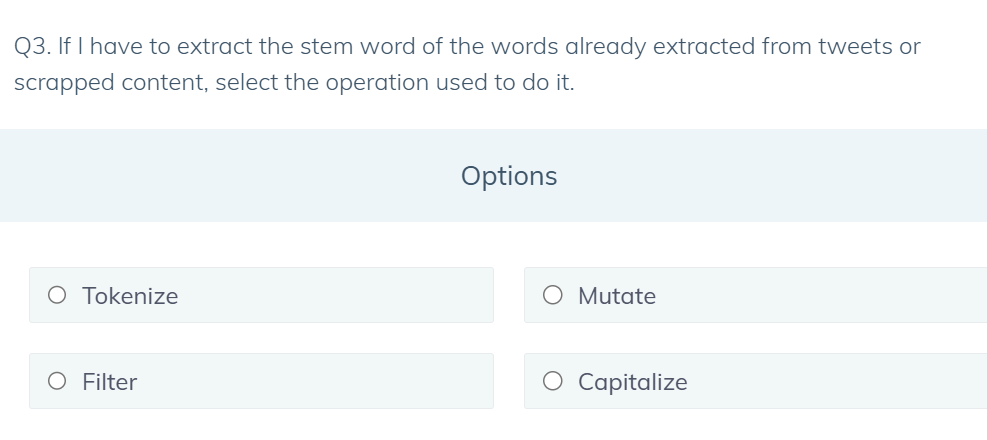 Q3. If I have to extract the stem word of the words already extracted from tweets or
scrapped content, select the operation used to do it.
Options
Tokenize
Mutate
Filter
Capitalize